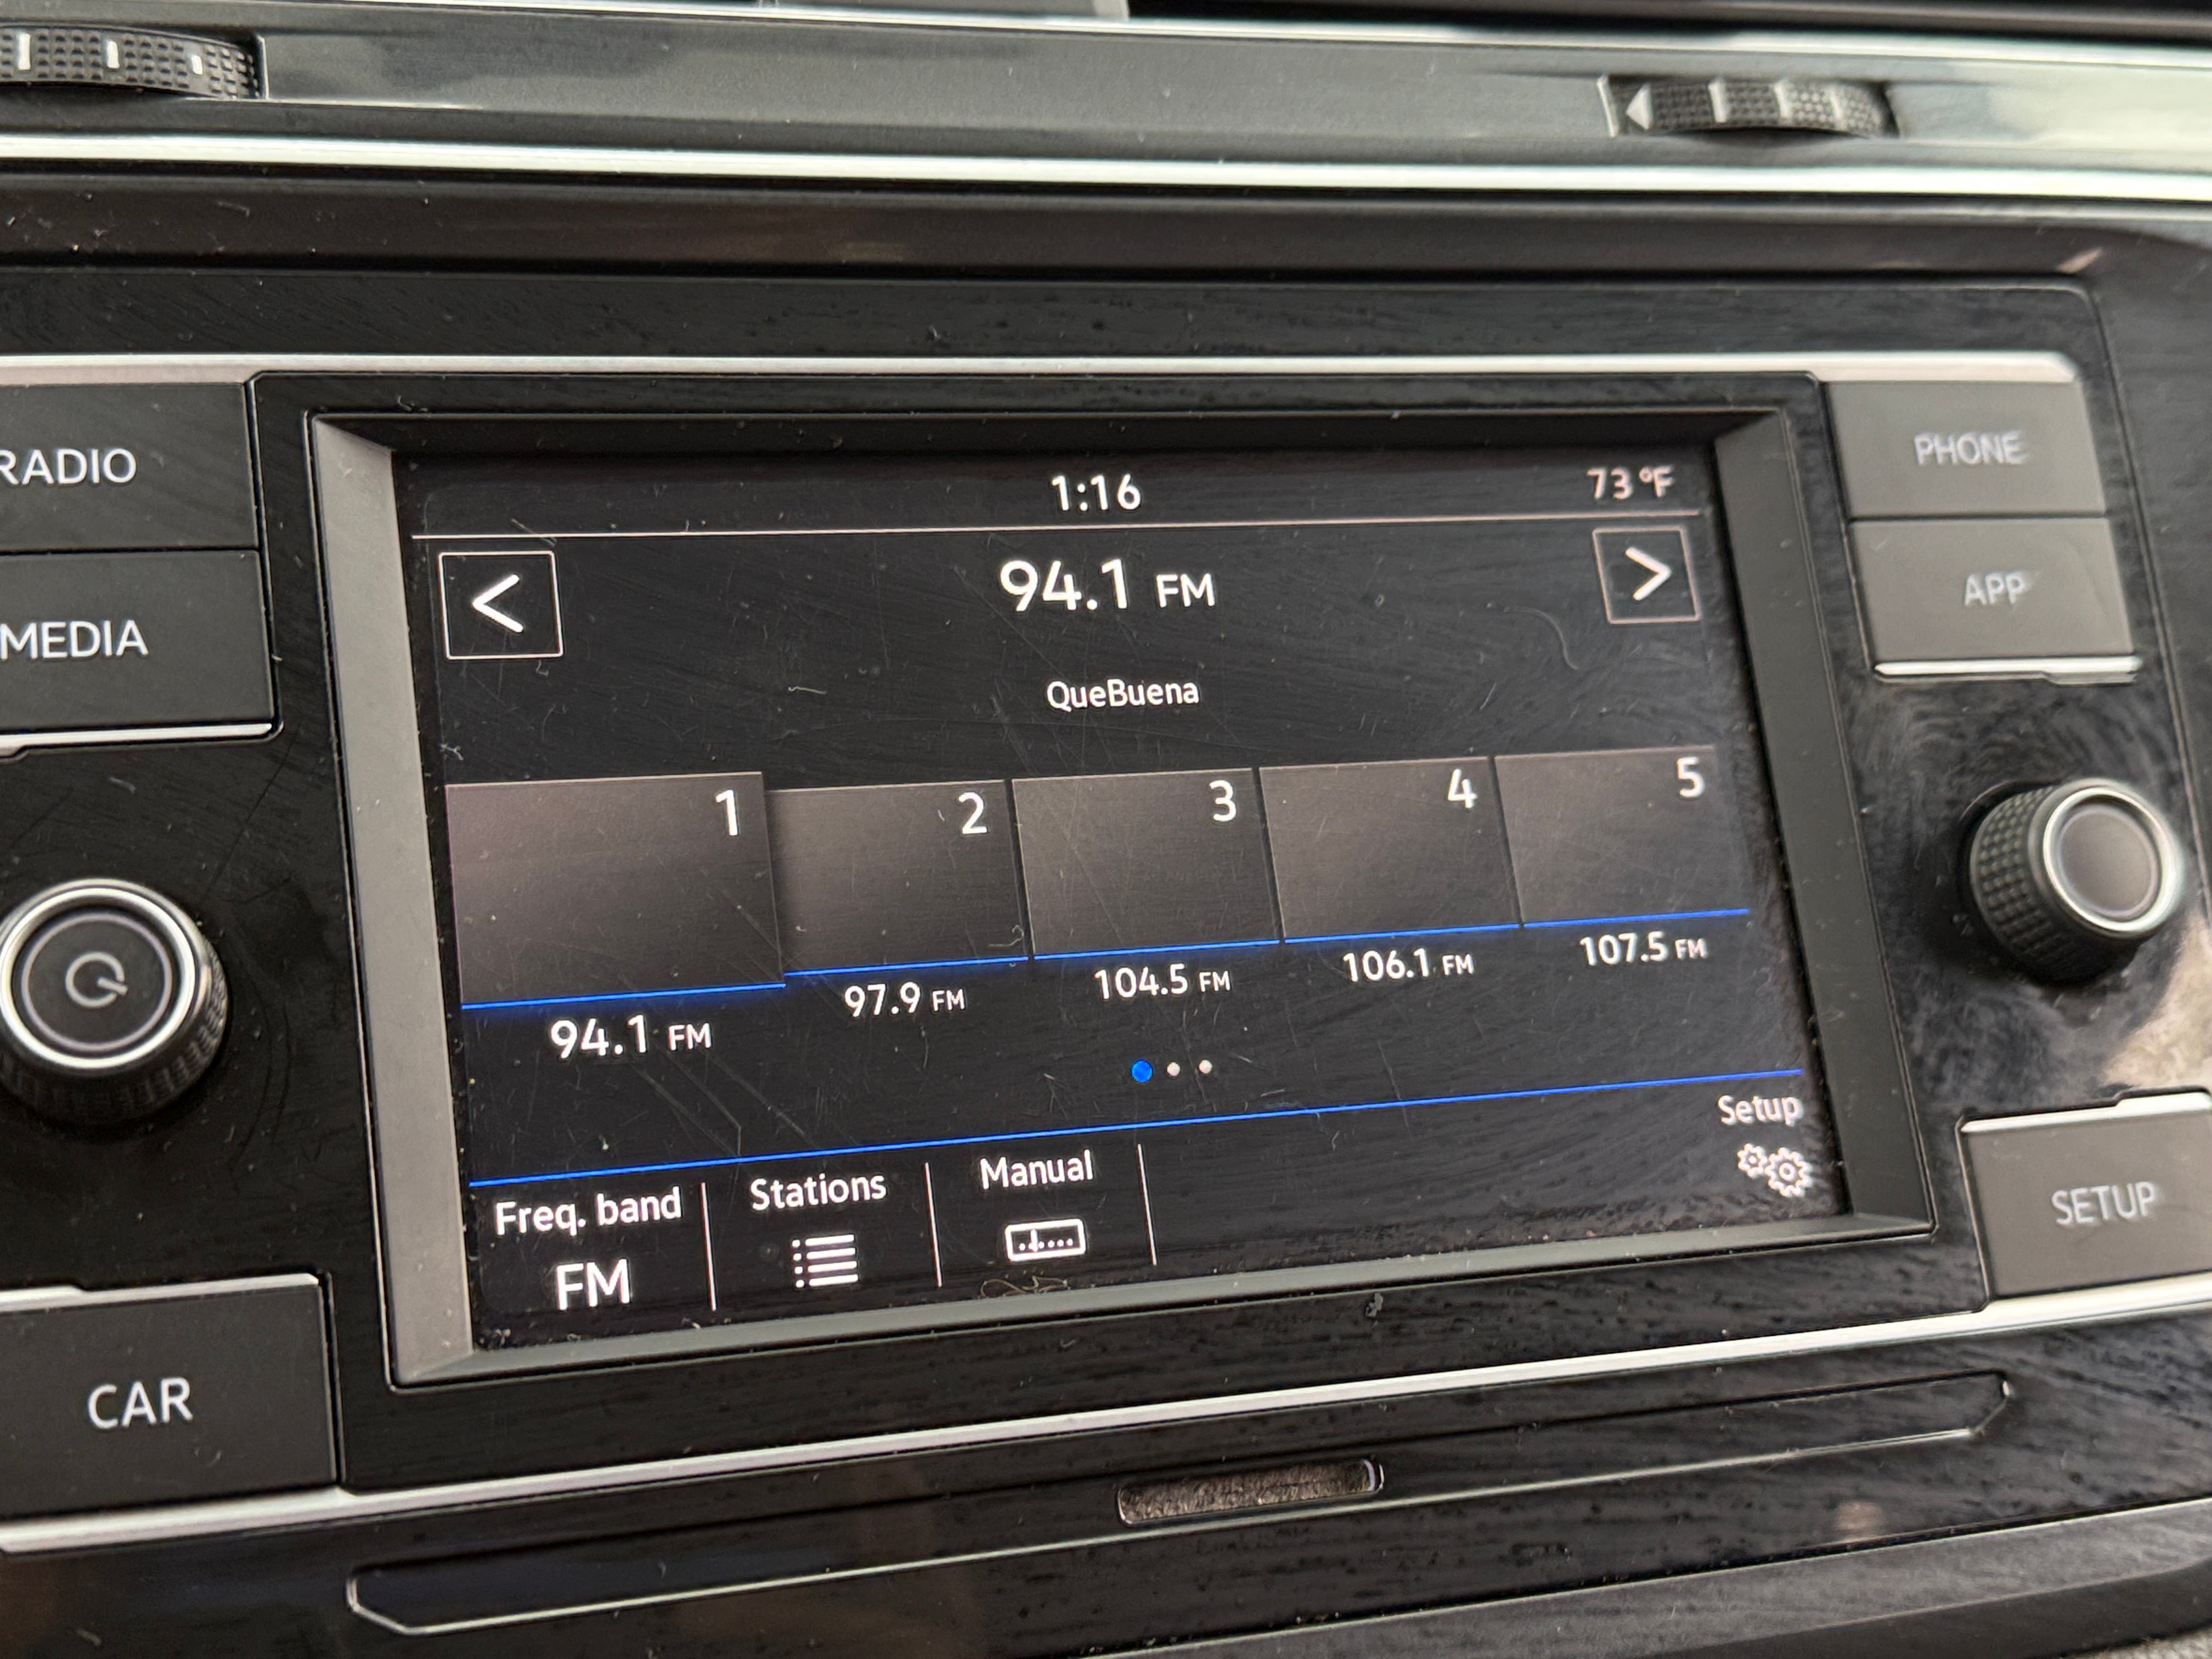 1:16
73 °F
RADIO
PHONE
<
94.1 FM
>
MEDIA
APP
QueBuena
1
2
3
4
5
94.1 FM
97.9 FM
104.5 FM
106.1 FM
107.5 FM
Freq. band
Stations
Manual
Setup
FM
SETUP
CAR